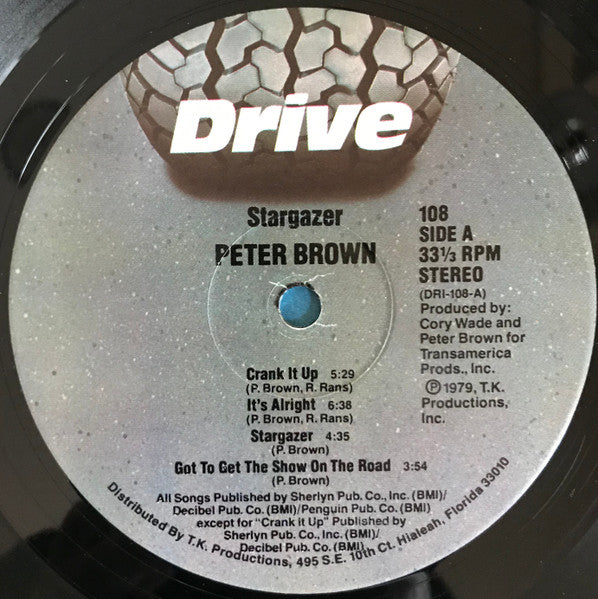 Drive
Stargazer
PETER BROWN
108
SIDE A
33⅓ RPM
STEREO
(DRI-108-A)
Produced by:
Cory Wade and
Peter Brown for
Transamerica
Prods., Inc.
Ⓟ1979, T.K.
Productions,
Inc.
Crank It Up 5:29
(P. Brown, R. Rans)
It's Alright 6:38
(P. Brown, R. Rans)
Stargazer 4:35
(P. Brown)
Got To Get The Show On The Road 3:54
(P. Brown)
All Songs Published by Sherlyn Pub. Co., Inc. (BMI)/
Decibel Pub. Co. (BMI)/Penguin Pub. Co. (BMI)
except for "Crank it Up" Published by
Sherlyn Pub. Co., Inc. (BMI)/
Decibel Pub. Co. (BMI)
Distributed By T.K. Productions, 495 S.E. 10th Ct. Hialeah, Florida 33010